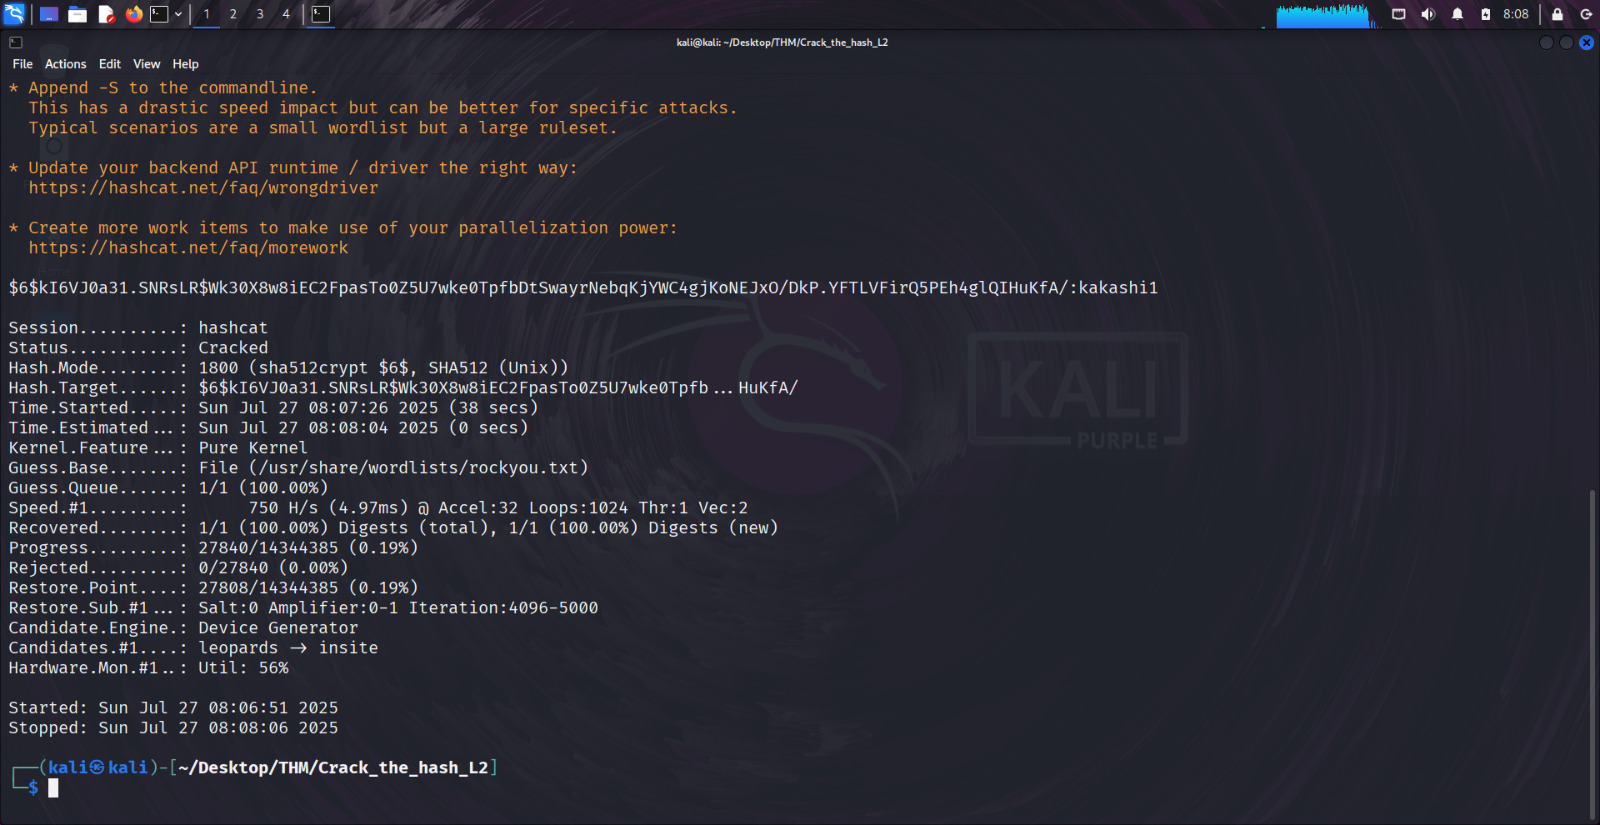 1 2 3 4 8:08
kali@kali: ~/Desktop/THM/Crack_the_hash_L2
File Actions Edit View Help
* Append -S to the commandline.
This has a drastic speed impact but can be better for specific attacks.
Typical scenarios are a small wordlist but a large ruleset.
* Update your backend API runtime / driver the right way:
https://hashcat.net/faq/wrongdriver
* Create more work items to make use of your parallelization power:
https://hashcat.net/faq/morework
$6$kI6VJ0a31.SNRsLR$Wk30X8w8iEC2FpasTo0Z5U7wke0TpfbDtSwayrNebqKjYWC4gjKoNEJxO/DkP.YFTLVFirQ5PEh4glQIHuKfA/:kakashi1
Session..........: hashcat
Status...........: Cracked
Hash.Mode........: 1800 (sha512crypt $6$, SHA512 (Unix))
Hash.Target......: $6$kI6VJ0a31.SNRsLR$Wk30X8w8iEC2FpasTo0Z5U7wke0Tpfb...HuKfA/
Time.Started.....: Sun Jul 27 08:07:26 2025 (38 secs)
Time.Estimated...: Sun Jul 27 08:08:04 2025 (0 secs)
Kernel.Feature...: Pure Kernel
Guess.Base.......: File (/usr/share/wordlists/rockyou.txt)
Guess.Queue......: 1/1 (100.00%)
Speed.#1.........: 750 H/s (4.97ms) @ Accel:32 Loops:1024 Thr:1 Vec:2
Recovered........: 1/1 (100.00%) Digests (total), 1/1 (100.00%) Digests (new)
Progress.........: 27840/14344385 (0.19%)
Rejected.........: 0/27840 (0.00%)
Restore.Point....: 27808/14344385 (0.19%)
Restore.Sub.#1...: Salt:0 Amplifier:0-1 Iteration:4096-5000
Candidate.Engine.: Device Generator
Candidates.#1....: leopards -> insite
Hardware.Mon.#1..: Util: 56%
Started: Sun Jul 27 08:06:51 2025
Stopped: Sun Jul 27 08:08:06 2025
┌──(kali㉿kali)-[~/Desktop/THM/Crack_the_hash_L2]
└─$
KALI
PURPLE